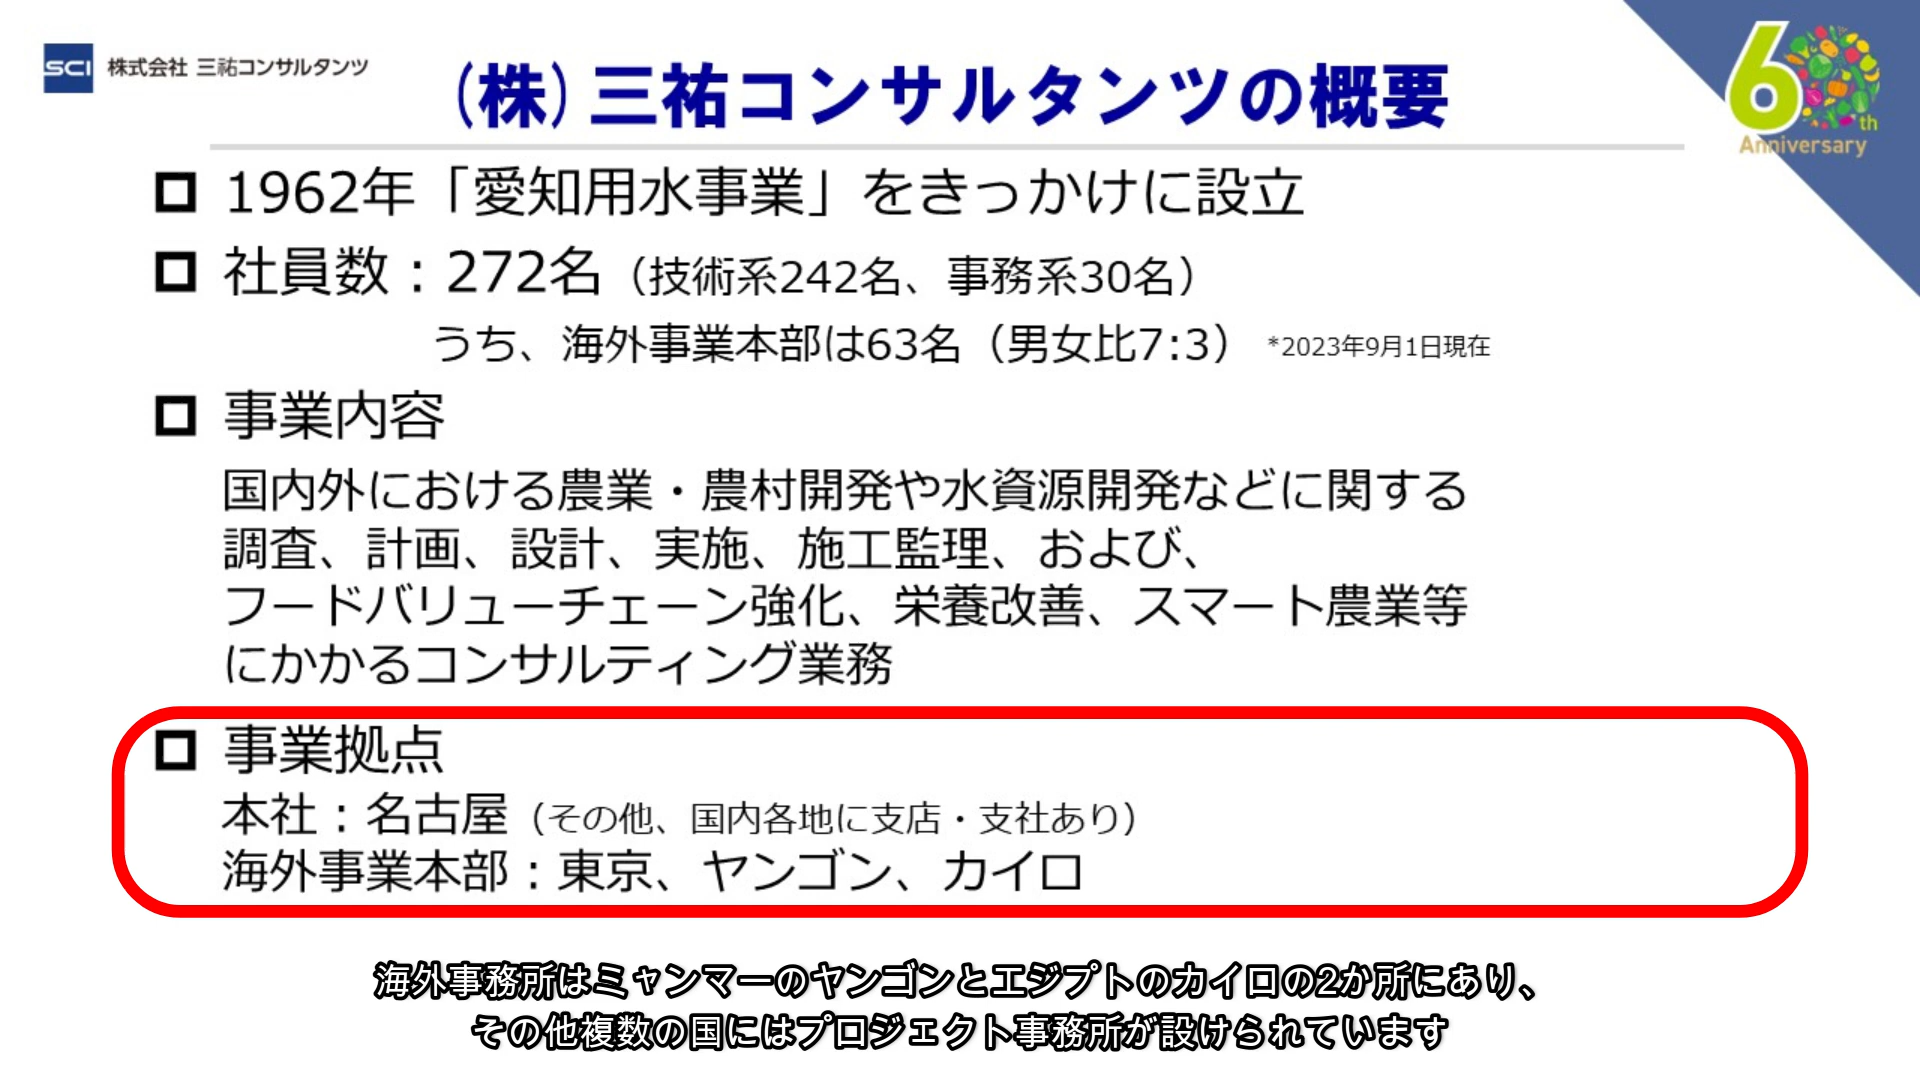 SCI 株式会社 三祐コンサルタンツ
(株)三祐コンサルタンツの概要
60th
Anniversary
1962年「愛知用水事業」をきっかけに設立
社員数：272名（技術系242名、事務系30名）
うち、海外事業本部は63名（男女比7:3） *2023年9月1日現在
事業内容
国内外における農業・農村開発や水資源開発などに関する
調査、計画、設計、実施、施工監理、および、
フードバリューチェーン強化、栄養改善、スマート農業等
にかかるコンサルティング業務
事業拠点
本社：名古屋（その他、国内各地に支店・支社あり）
海外事業本部：東京、ヤンゴン、カイロ
海外事務所はミャンマーのヤンゴンとエジプトのカイロの2か所にあり、
その他複数の国にはプロジェクト事務所が設けられています